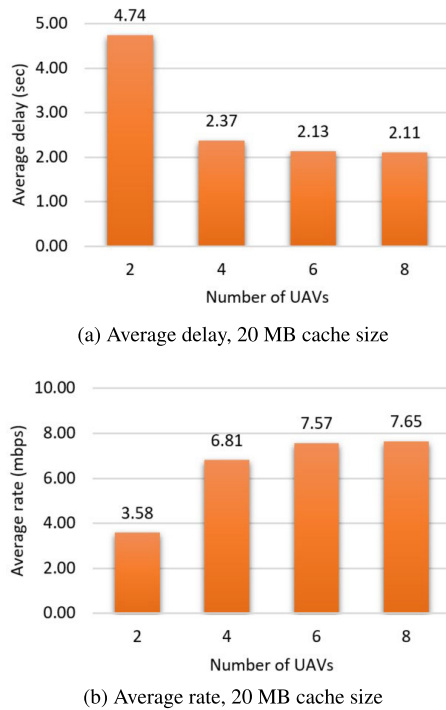 5.00
4.74
4.00
3.00
2.37
2.13
2.11
2.00
1.00
0.00
Average delay (sec)
2 4 6 8
Number of UAVs
(a) Average delay, 20 MB cache size
10.00
8.00
7.57
7.65
6.81
6.00
4.00
3.58
2.00
0.00
Average rate (mbps)
2 4 6 8
Number of UAVs
(b) Average rate, 20 MB cache size